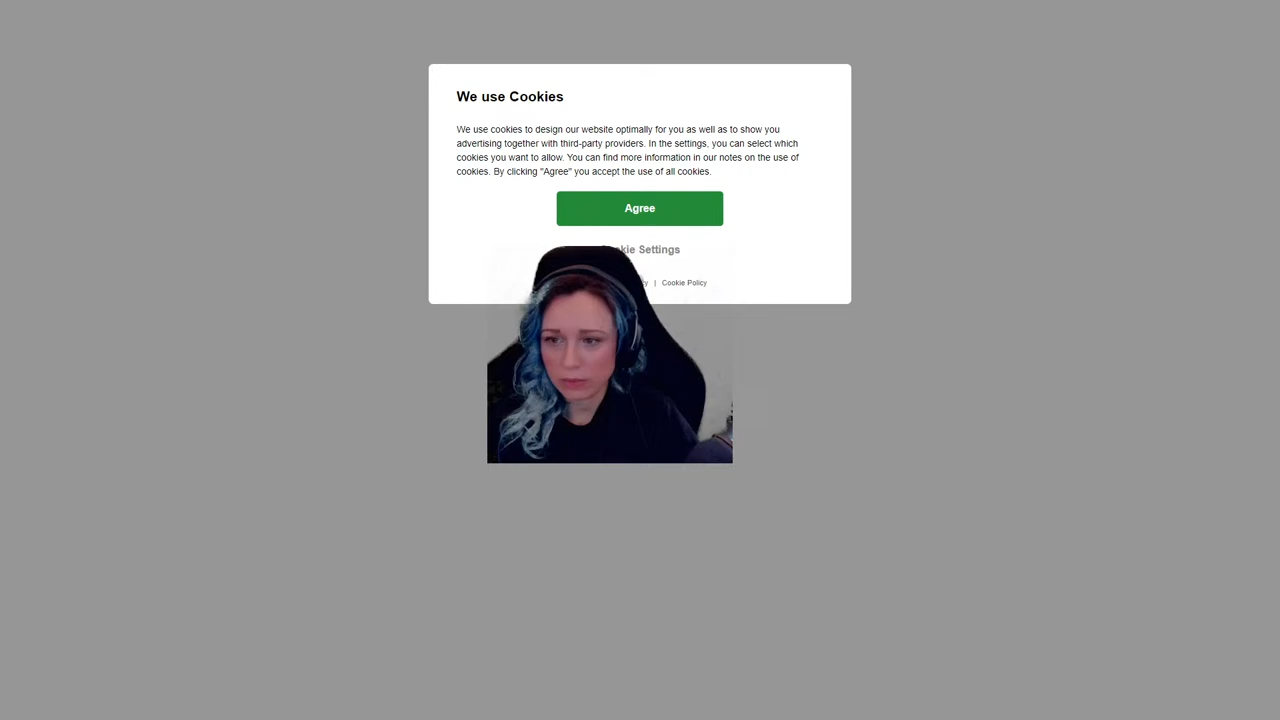 We use Cookies
We use cookies to design our website optimally for you as well as to show you
advertising together with third-party providers. In the settings, you can select which
cookies you want to allow. You can find more information in our notes on the use of
cookies. By clicking "Agree" you accept the use of all cookies.
Agree
Settings
| Cookie Policy